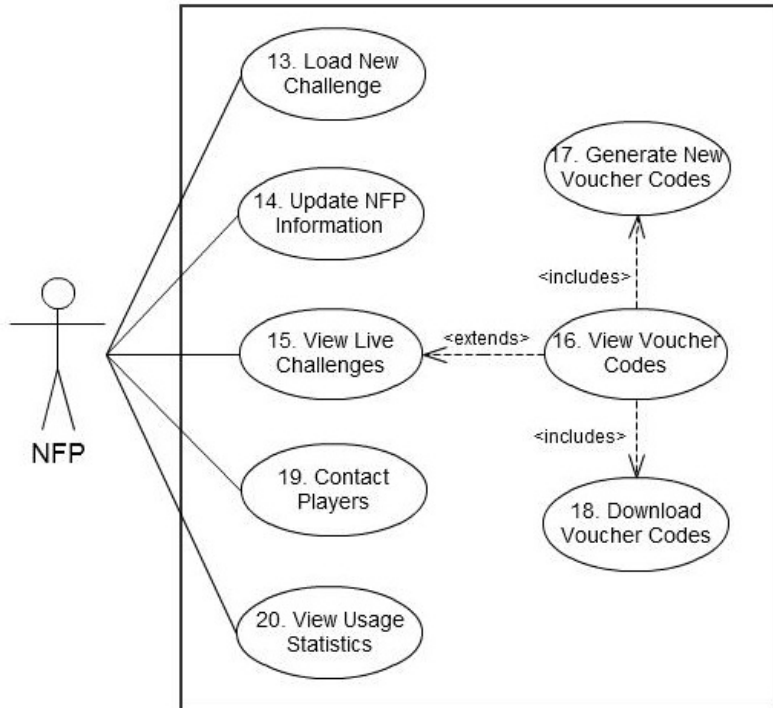 13. Load New
Challenge
17. Generate New
Voucher Codes
14. Update NFP
Information
<includes>
15. View Live
Challenges
<extends>
16. View Voucher
Codes
NFP
<includes>
19. Contact
Players
18. Download
Voucher Codes
20. View Usage
Statistics